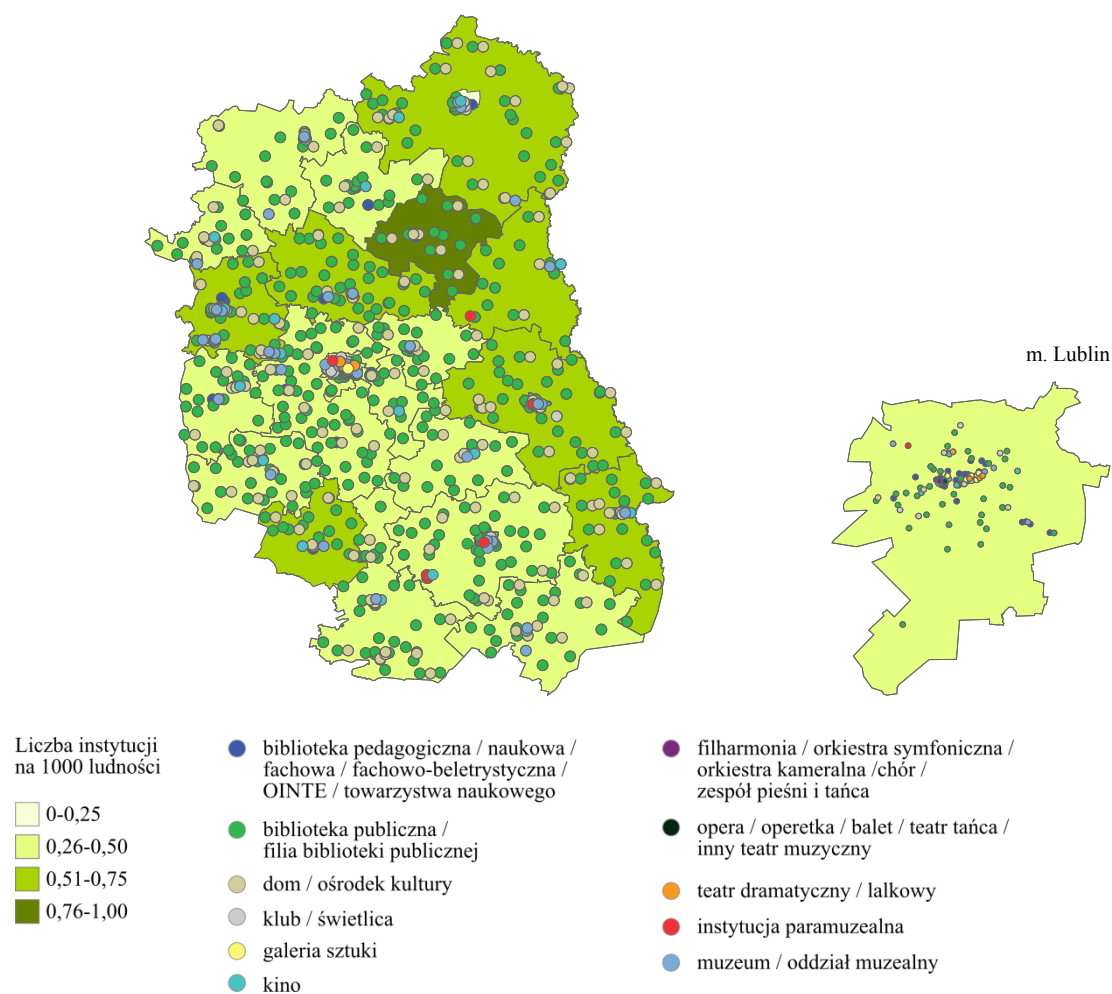 m. Lublin
Liczba instytucji
na 1000 ludności
0-0,25
0,26-0,50
0,51-0,75
0,76-1,00
biblioteka pedagogiczna / naukowa /
fachowa / fachowo-beletrystyczna /
OINTE / towarzystwa naukowego
biblioteka publiczna /
filia biblioteki publicznej
dom / ośrodek kultury
klub / świetlica
galeria sztuki
kino
filharmonia / orkiestra symfoniczna /
orkiestra kameralna /chór /
zespół pieśni i tańca
opera / operetka / balet / teatr tańca /
inny teatr muzyczny
teatr dramatyczny / lalkowy
instytucja paramuzealna
muzeum / oddział muzealny